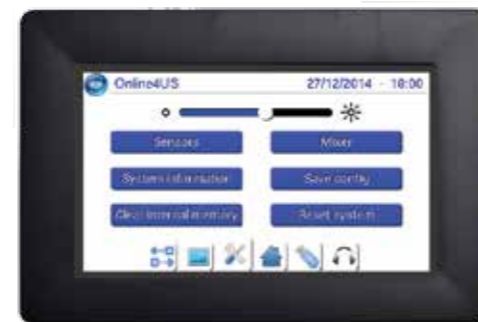 Online4US 27/12/2014 - 18:00
Sensors Mixer
System information Save config
Clear internal memory Reset system